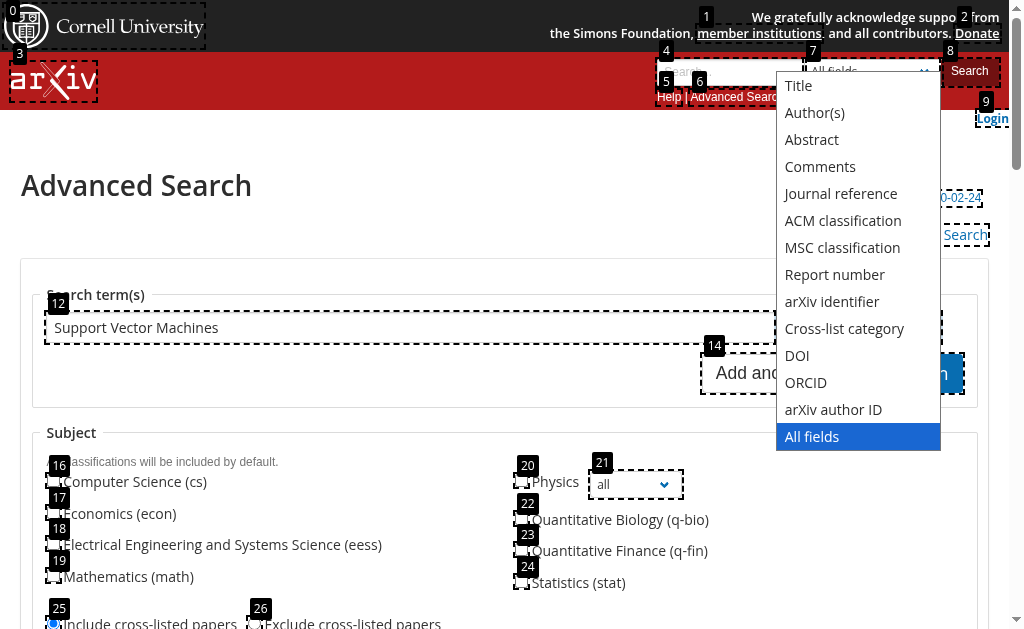 0
Cornell University
1
2
We gratefully acknowledge suppo from
the Simons Foundation, member institutions, and all contributors. Donate
3
arXiv
4
7
8
Search...
All fields
Search
5
6
Help | Advanced Searc
9
Login
Title
Author(s)
Abstract
Comments
Journal reference
ACM classification
MSC classification
Report number
arXiv identifier
Cross-list category
DOI
ORCID
arXiv author ID
All fields
Advanced Search
0-02-24
Search
12
Search term(s)
Support Vector Machines
14
Add an
h
Subject
classifications will be included by default.
16
Computer Science (cs)
17
Economics (econ)
18
Electrical Engineering and Systems Science (eess)
19
Mathematics (math)
20
Physics
21
all
22
Quantitative Biology (q-bio)
23
Quantitative Finance (q-fin)
24
Statistics (stat)
25
Include cross-listed papers
26
Exclude cross-listed papers